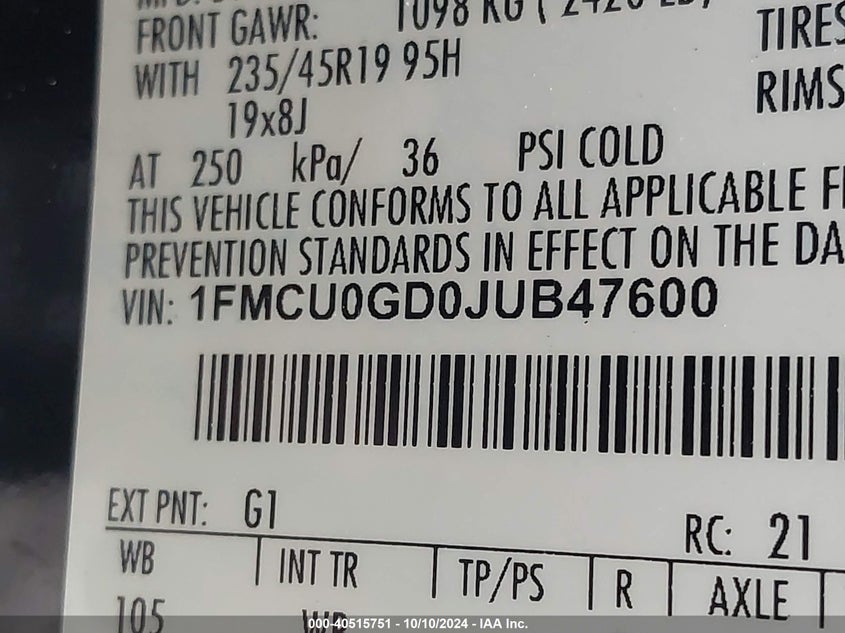 FRONT GAWR: 1098 KG (
TIRES
WITH 235/45R19 95H
RIMS
19x8J
AT 250 kPa/ 36 PSI COLD
THIS VEHICLE CONFORMS TO ALL APPLICABLE
PREVENTION STANDARDS IN EFFECT ON THE DA
VIN: 1FMCU0GD0JUB47600
EXT PNT: G1
RC: 21
WB INT TR TP/PS R AXLE
105
000-40515751 - 10/10/2024 - IAA Inc.